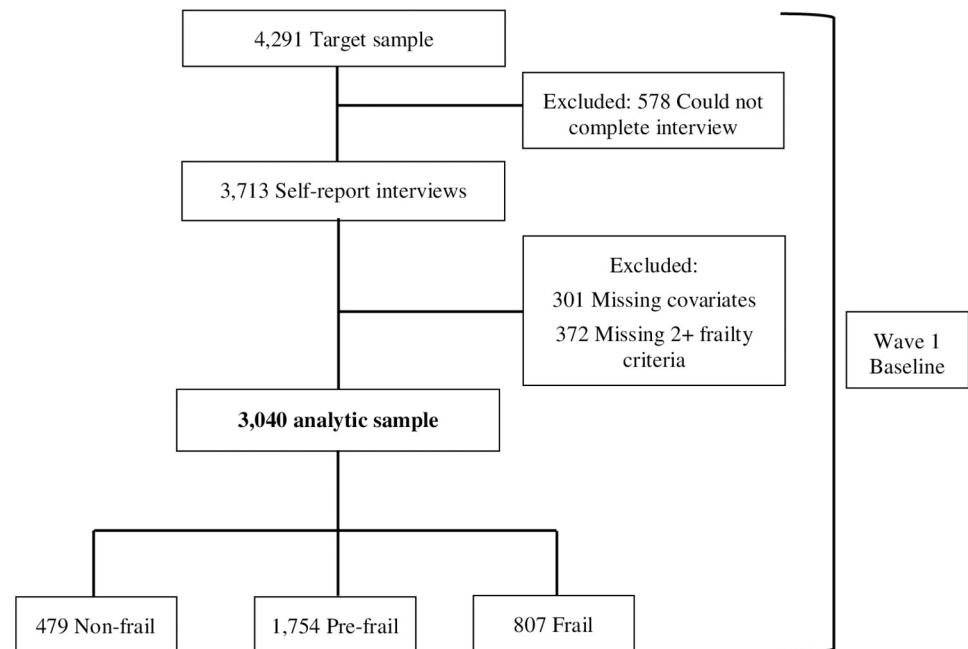 4,291 Target sample
Excluded: 578 Could not
complete interview
3,713 Self-report interviews
Excluded:
301 Missing covariates
372 Missing 2+ frailty
criteria
Wave 1
Baseline
3,040 analytic sample
479 Non-frail
1,754 Pre-frail
807 Frail